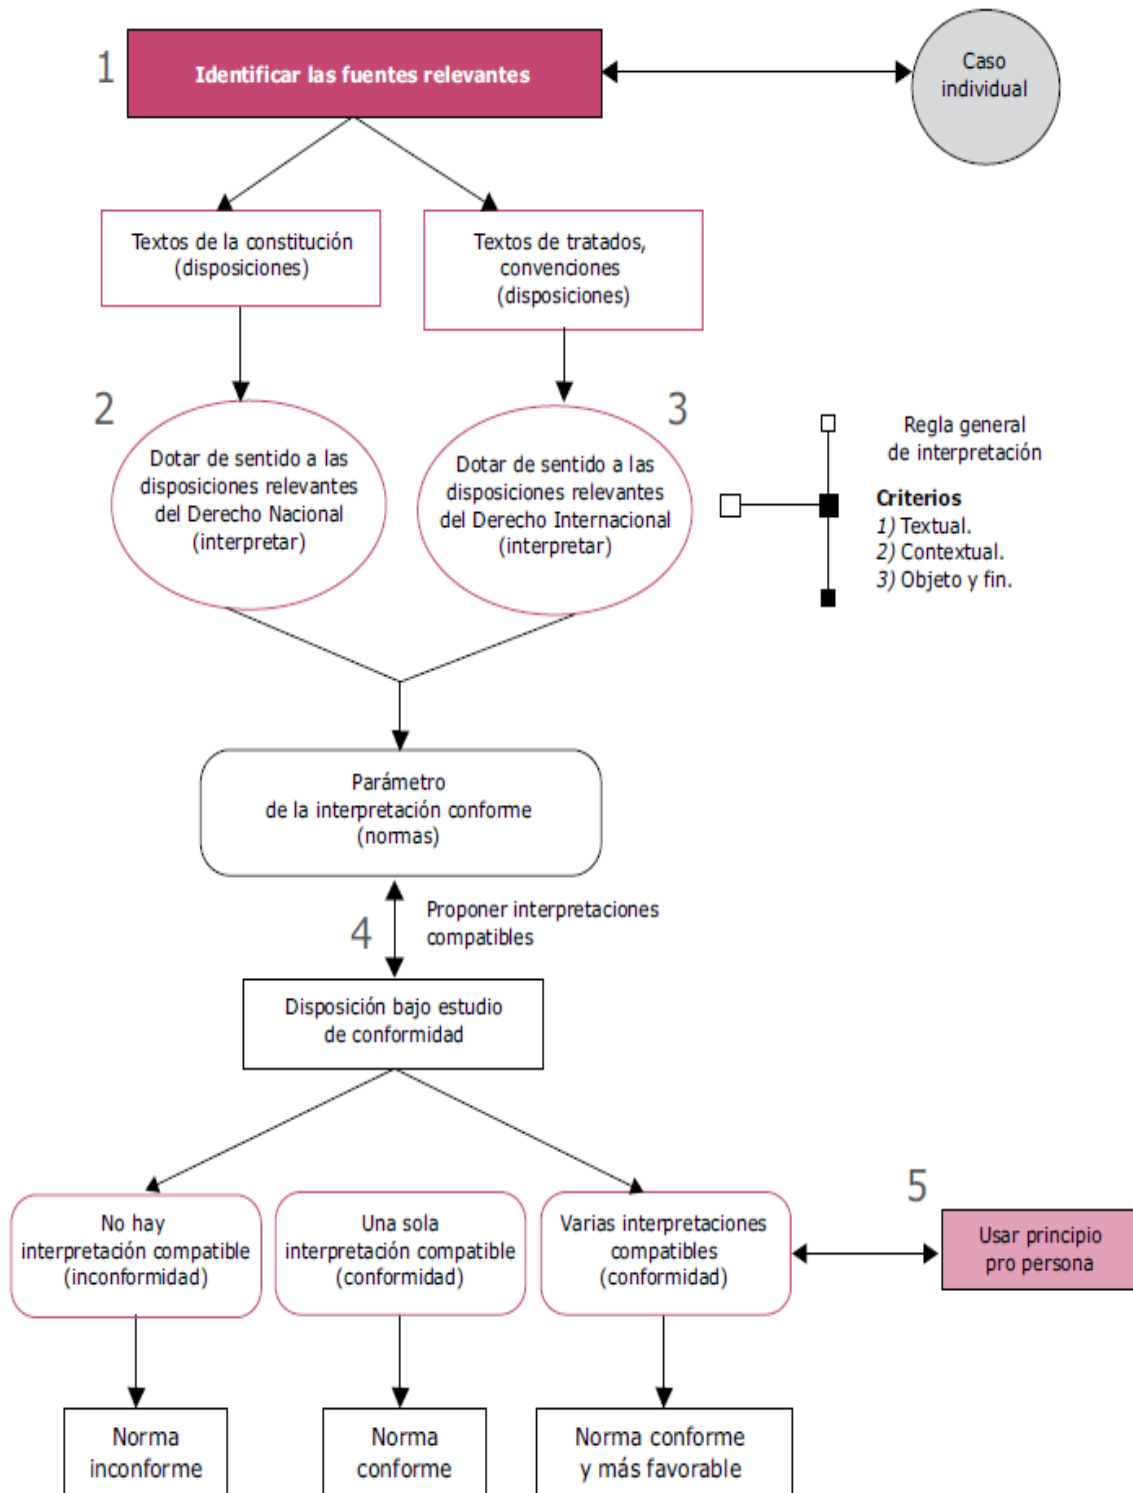 1
Identificar las fuentes relevantes
Caso
individual
Textos de la constitución
(disposiciones)
Textos de tratados,
convenciones
(disposiciones)
2
Dotar de sentido a las
disposiciones relevantes
del Derecho Nacional
(interpretar)
3
Dotar de sentido a las
disposiciones relevantes
del Derecho Internacional
(interpretar)
Regla general
de interpretación
Criterios
1) Textual.
2) Contextual.
3) Objeto y fin.
Parámetro
de la interpretación conforme
(normas)
4
Proponer interpretaciones
compatibles
Disposición bajo estudio
de conformidad
No hay
interpretación compatible
(inconformidad)
Una sola
interpretación compatible
(conformidad)
Varias interpretaciones
compatibles
(conformidad)
5
Usar principio
pro persona
Norma
inconforme
Norma
conforme
Norma conforme
y más favorable